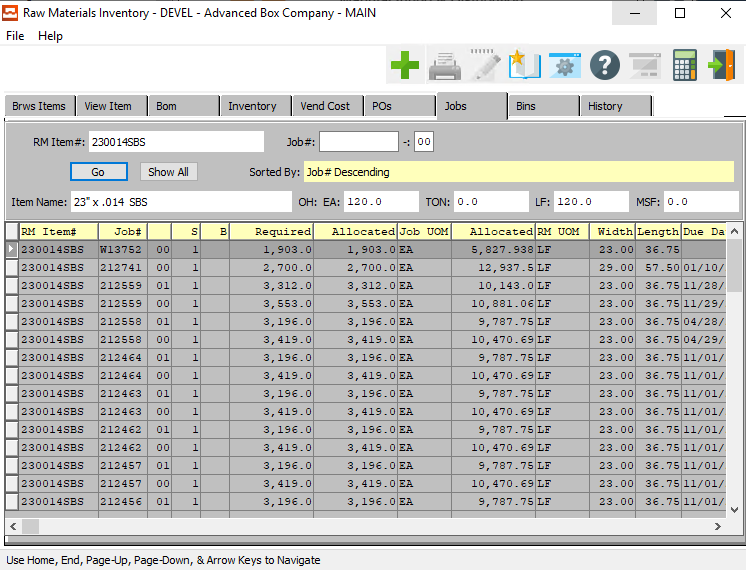 Raw Materials Inventory - DEVEL - Advanced Box Company - MAIN
File Help
Brws Items View Item Bom Inventory Vend Cost POs Jobs Bins History
RM Item#: 230014SBS Job#: -: 00
Go Show All Sorted By: Job# Descending
Item Name: 23" x .014 SBS OH: EA: 120.0 TON: 0.0 LF: 120.0 MSF: 0.0
RM Item# Job# S B Required Allocated Job UOM Allocated RM UOM Width Length Due Da
230014SBS W13752 00 1 1,903.0 1,903.0 EA 5,827.938 LF 23.00 36.75
230014SBS 212741 00 1 2,700.0 2,700.0 EA 12,937.5 LF 29.00 57.50 01/10/
230014SBS 212559 01 1 3,312.0 3,312.0 EA 10,143.0 LF 23.00 36.75 11/28/
230014SBS 212559 00 1 3,553.0 3,553.0 EA 10,881.06 LF 23.00 36.75 11/29/
230014SBS 212558 01 1 3,196.0 3,196.0 EA 9,787.75 LF 23.00 36.75 04/28/
230014SBS 212558 00 1 3,419.0 3,419.0 EA 10,470.69 LF 23.00 36.75 04/29/
230014SBS 212464 01 1 3,196.0 3,196.0 EA 9,787.75 LF 23.00 36.75 11/01/
230014SBS 212464 00 1 3,419.0 3,419.0 EA 10,470.69 LF 23.00 36.75 11/01/
230014SBS 212463 01 1 3,196.0 3,196.0 EA 9,787.75 LF 23.00 36.75 11/01/
230014SBS 212463 00 1 3,419.0 3,419.0 EA 10,470.69 LF 23.00 36.75 11/01/
230014SBS 212462 01 1 3,196.0 3,196.0 EA 9,787.75 LF 23.00 36.75 11/01/
230014SBS 212462 00 1 3,419.0 3,419.0 EA 10,470.69 LF 23.00 36.75 11/01/
230014SBS 212457 01 1 3,196.0 3,196.0 EA 9,787.75 LF 23.00 36.75 11/01/
230014SBS 212457 00 1 3,419.0 3,419.0 EA 10,470.69 LF 23.00 36.75 11/01/
230014SBS 212456 01 1 3,196.0 3,196.0 EA 9,787.75 LF 23.00 36.75 11/01/
Use Home, End, Page-Up, Page-Down, & Arrow Keys to Navigate